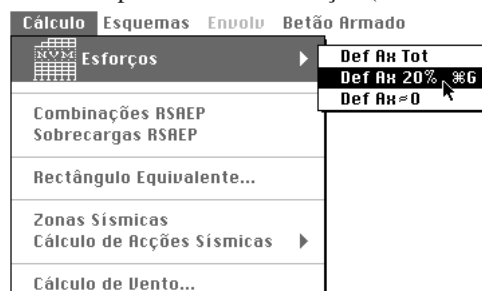 Cálculo Esquemas Envolv Betão Armado
NVM Esforços
Def Ax Tot
Def Ax 20% ⌘G
Def Ax≈0
Combinações RSAEP
Sobrecargas RSAEP
Rectângulo Equivalente...
Zonas Sísmicas
Cálculo de Acções Sísmicas
Cálculo de Vento...